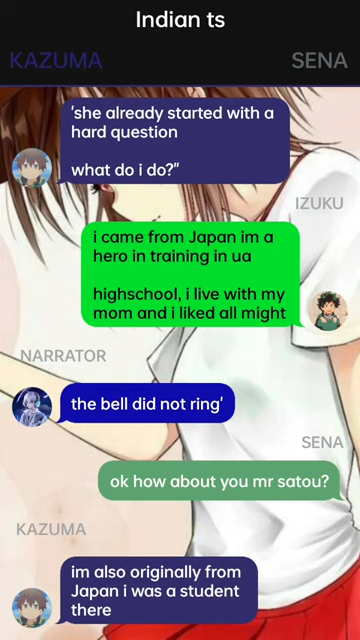 Indian ts
KAZUMA
SENA
'she already started with a
hard question
what do i do?"
IZUKU
i came from Japan im a
hero in training in ua
highschool, i live with my
mom and i liked all might
NARRATOR
the bell did not ring'
SENA
ok how about you mr satou?
KAZUMA
im also originally from
Japan i was a student
there